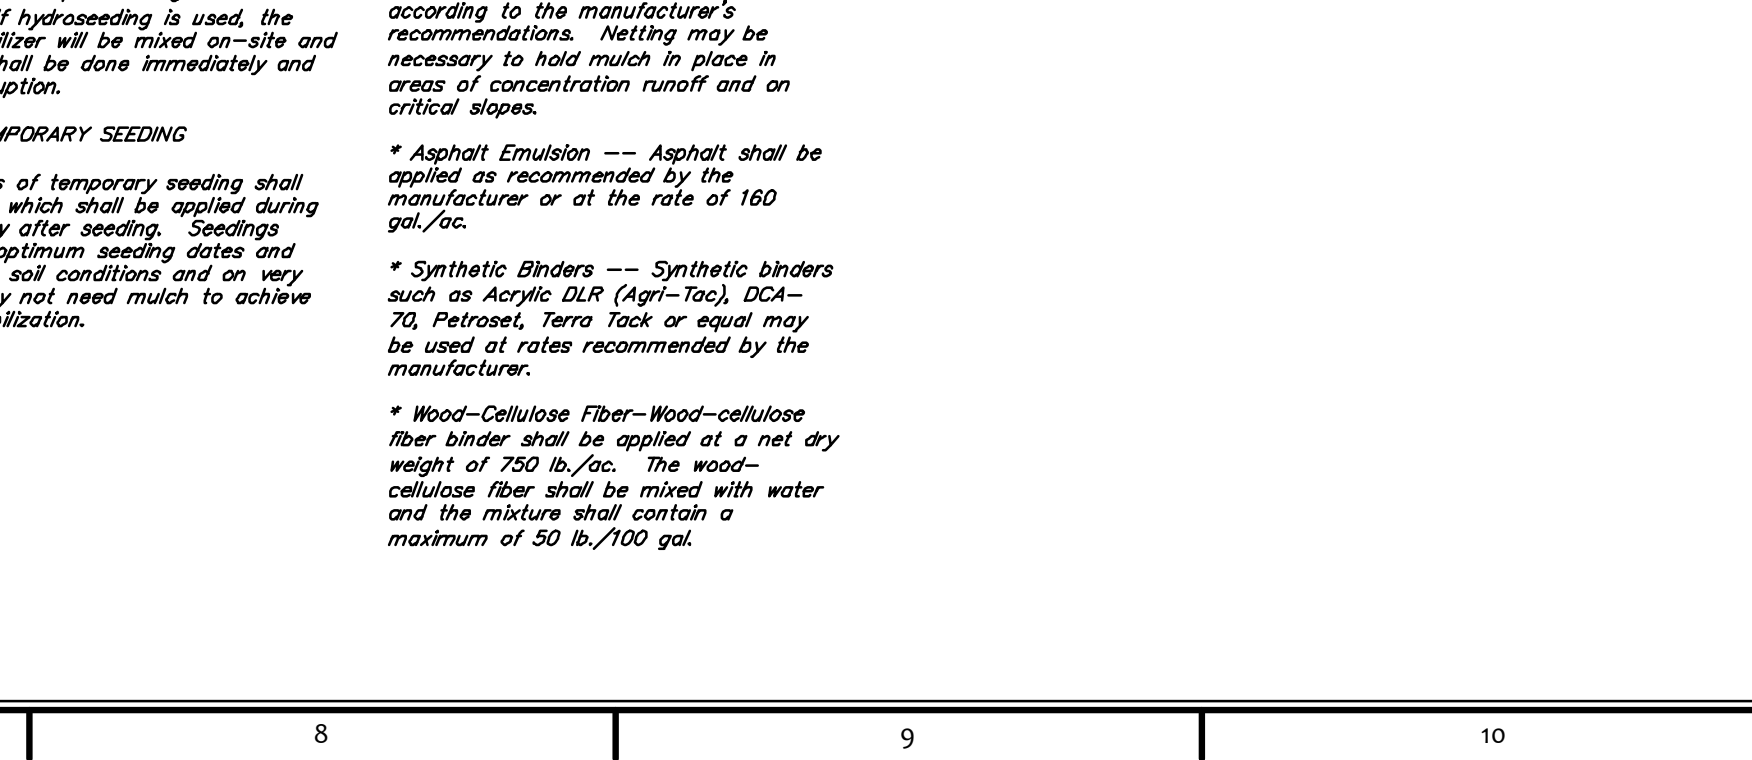 if hydroseeding is used, the
will be mixed on-site and
be done immediately and
SEEDING
of temporary seeding shall
which shall be applied during
after seeding.  Seedings
optimum seeding dates and
soil conditions and on very
not need mulch to achieve
according to the manufacturer's
recommendations.  Netting may be
necessary to hold mulch in place in
areas of concentration runoff and on
critical slopes.
* Asphalt Emulsion -- Asphalt shall be
applied as recommended by the
manufacturer or at the rate of 160
gal./ac.
* Synthetic Binders -- Synthetic binders
such as Acrylic DLR (Agri-Tac), DCA-
70, Petroset, Terra Tack or equal may
be used at rates recommended by the
manufacturer.
* Wood-Cellulose Fiber-Wood-cellulose
fiber binder shall be applied at a net dry
weight of 750 lb./ac.  The wood-
cellulose fiber shall be mixed with water
and the mixture shall contain a
maximum of 50 lb./100 gal.
8
9
10